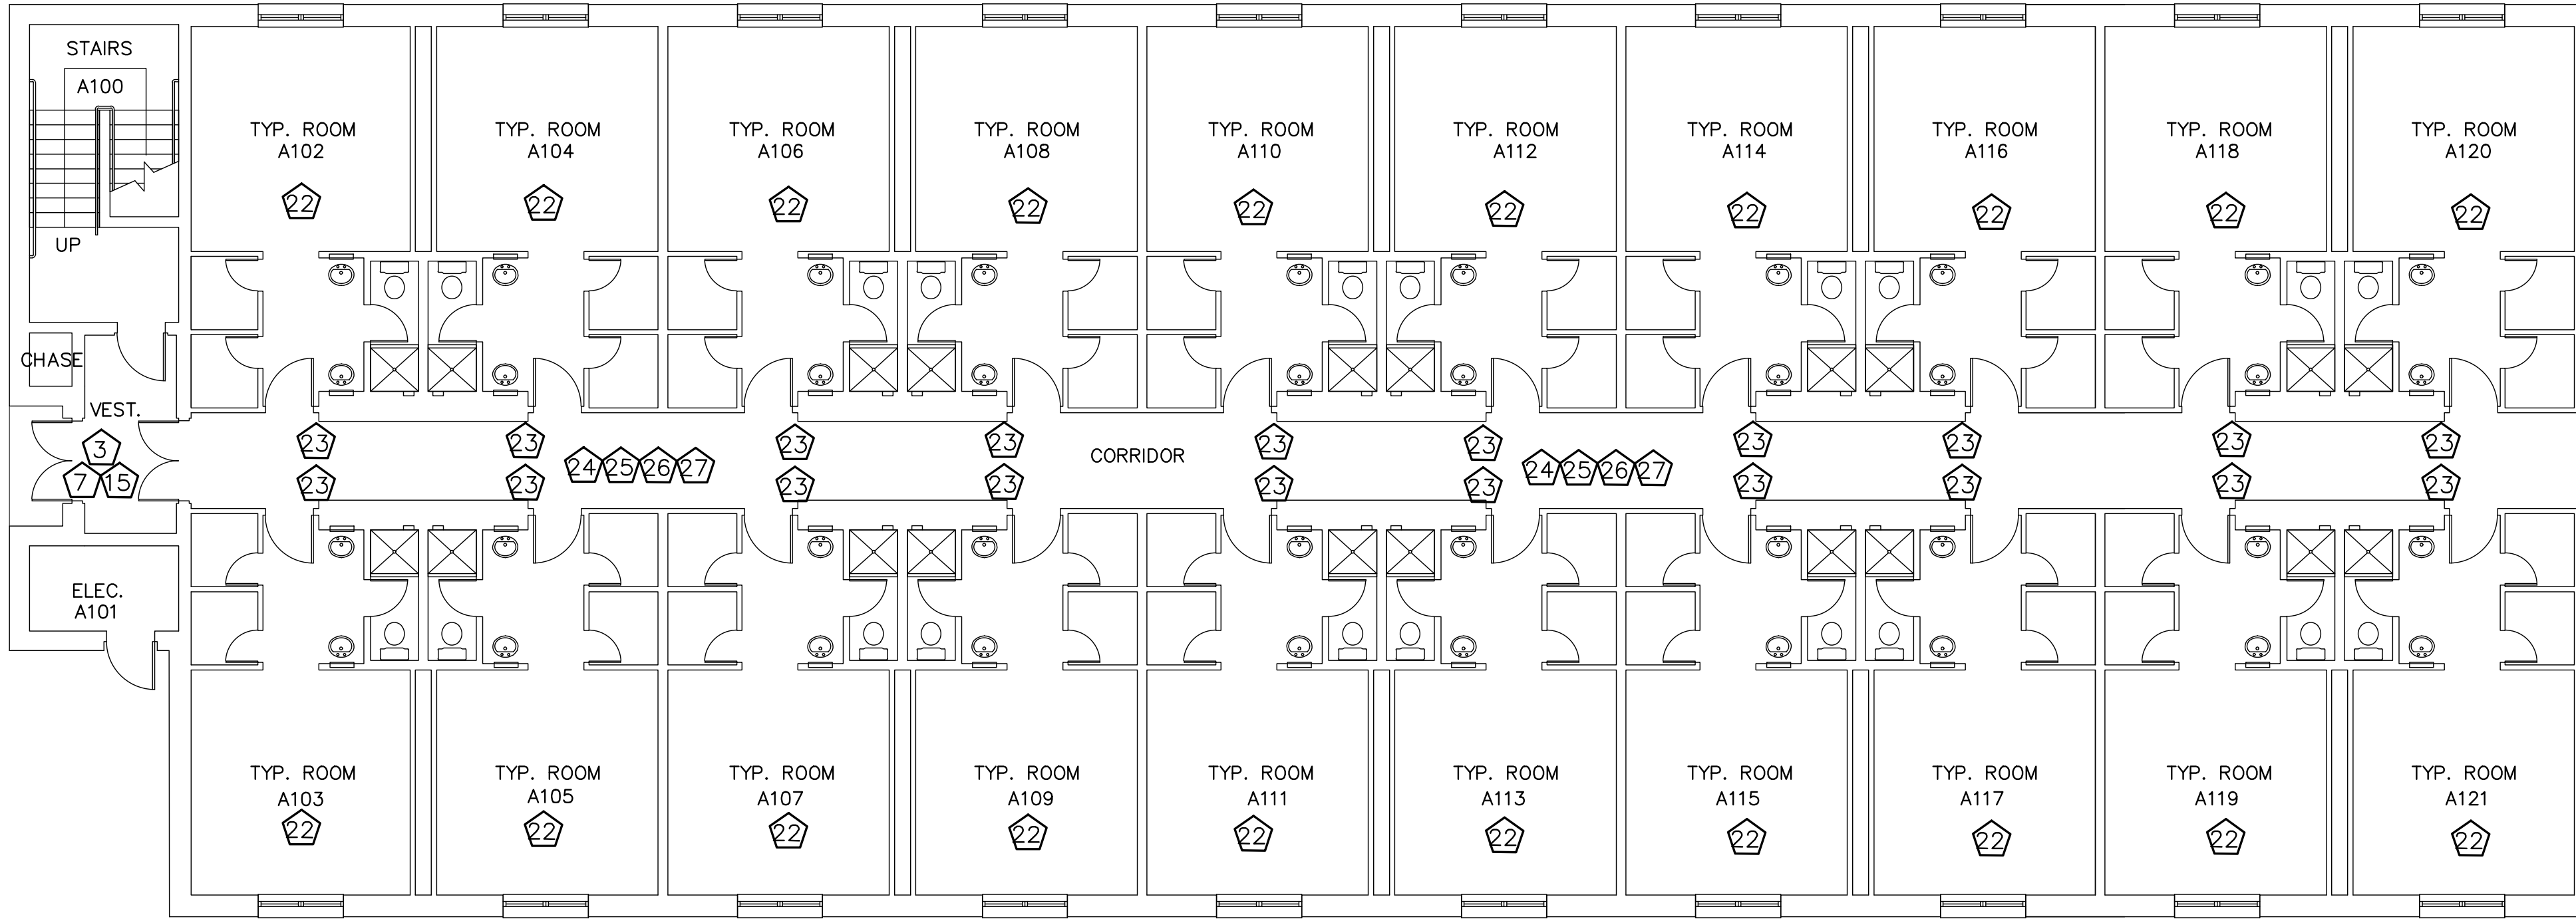 STAIRS
A100
UP
CHASE
VEST.
3
7 15
ELEC.
A101
TYP. ROOM
A102
22
TYP. ROOM
A104
22
TYP. ROOM
A106
22
TYP. ROOM
A108
22
TYP. ROOM
A110
22
TYP. ROOM
A112
22
TYP. ROOM
A114
22
TYP. ROOM
A116
22
TYP. ROOM
A118
22
TYP. ROOM
A120
22
23 23 23 23 23 23 23 23 23 23
24 25 26 27
CORRIDOR
24 25 26 27
23 23 23 23 23 23 23 23 23 23
TYP. ROOM
A103
22
TYP. ROOM
A105
22
TYP. ROOM
A107
22
TYP. ROOM
A109
22
TYP. ROOM
A111
22
TYP. ROOM
A113
22
TYP. ROOM
A115
22
TYP. ROOM
A117
22
TYP. ROOM
A119
22
TYP. ROOM
A121
22